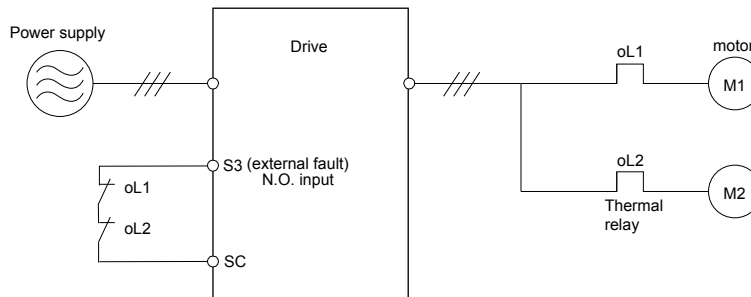 Power supply
Drive
oL1
motor
M1
S3 (external fault)
N.O. input
oL1
oL2
SC
oL2
M2
Thermal
relay